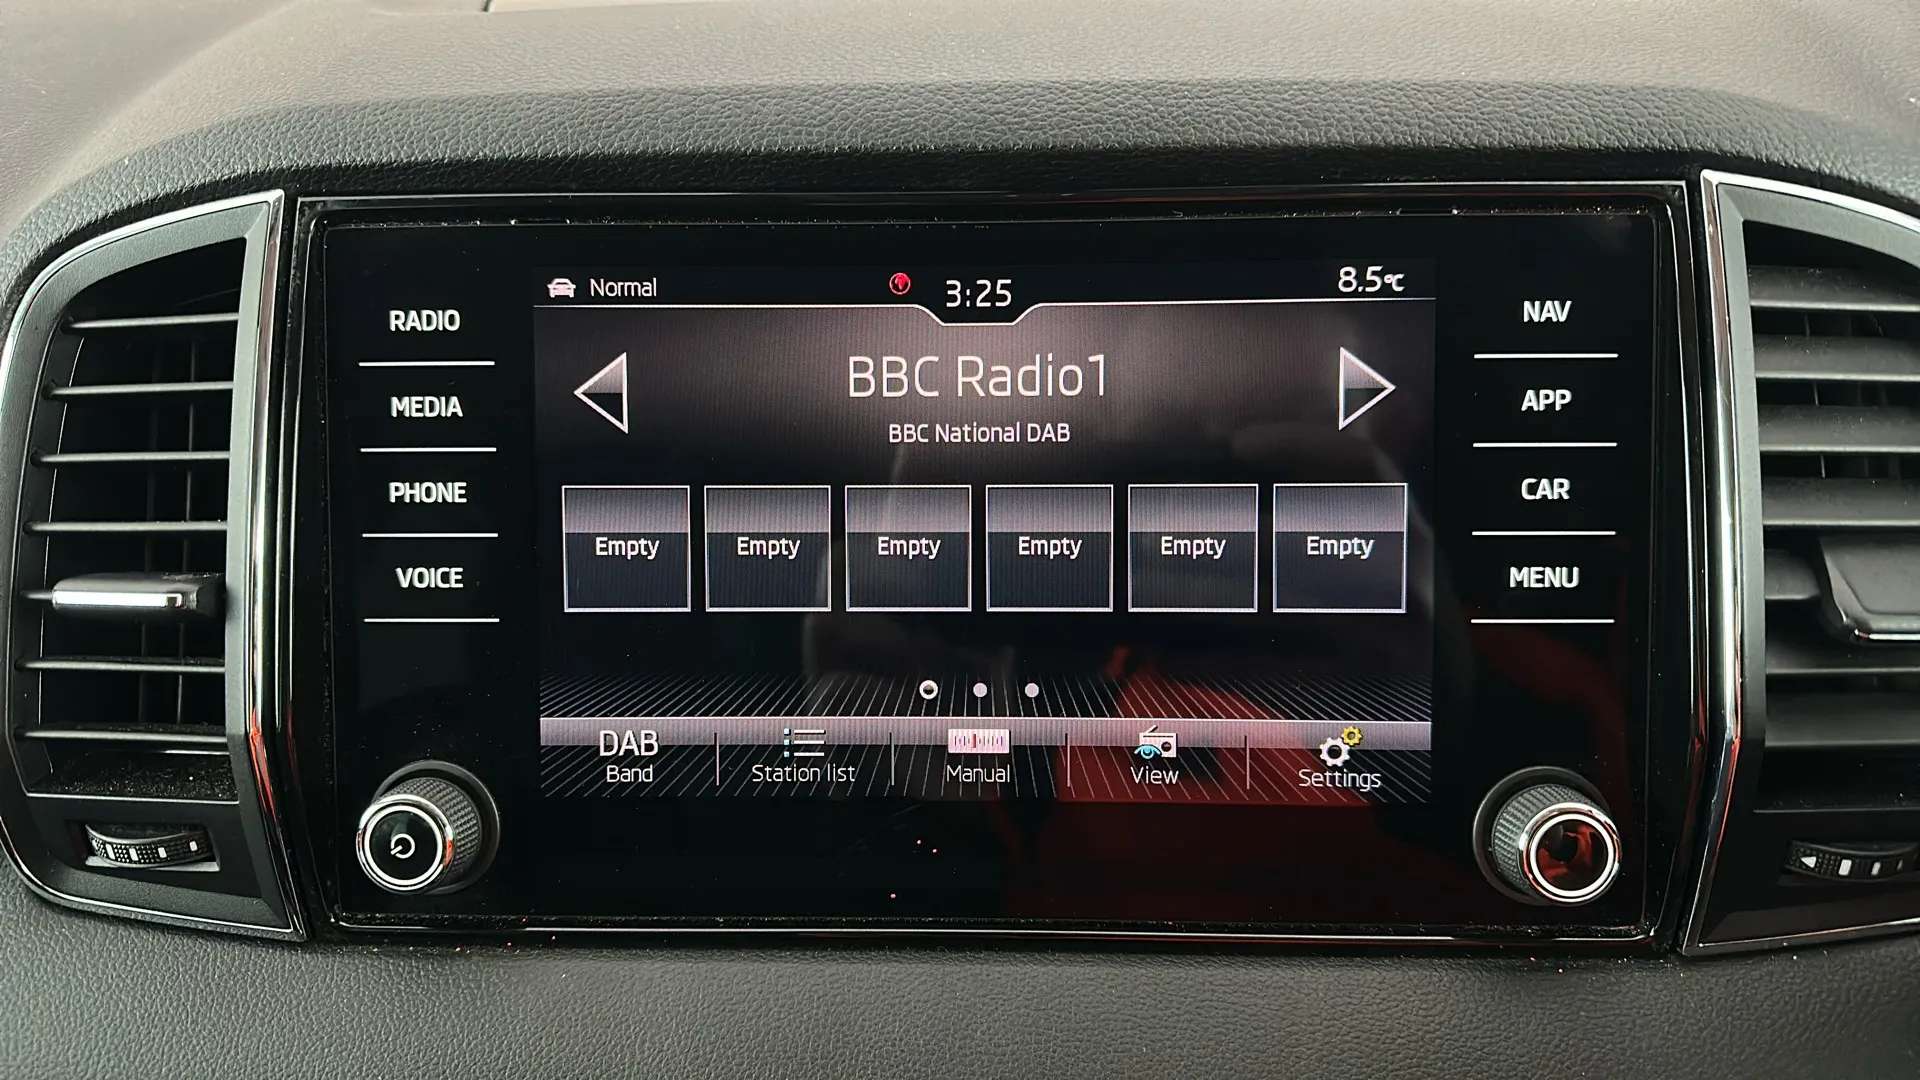 RADIO
MEDIA
PHONE
VOICE
Normal
3:25
8.5°C
BBC Radio1
BBC National DAB
Empty Empty Empty Empty Empty Empty
DAB
Band Station list Manual View Settings
NAV
APP
CAR
MENU